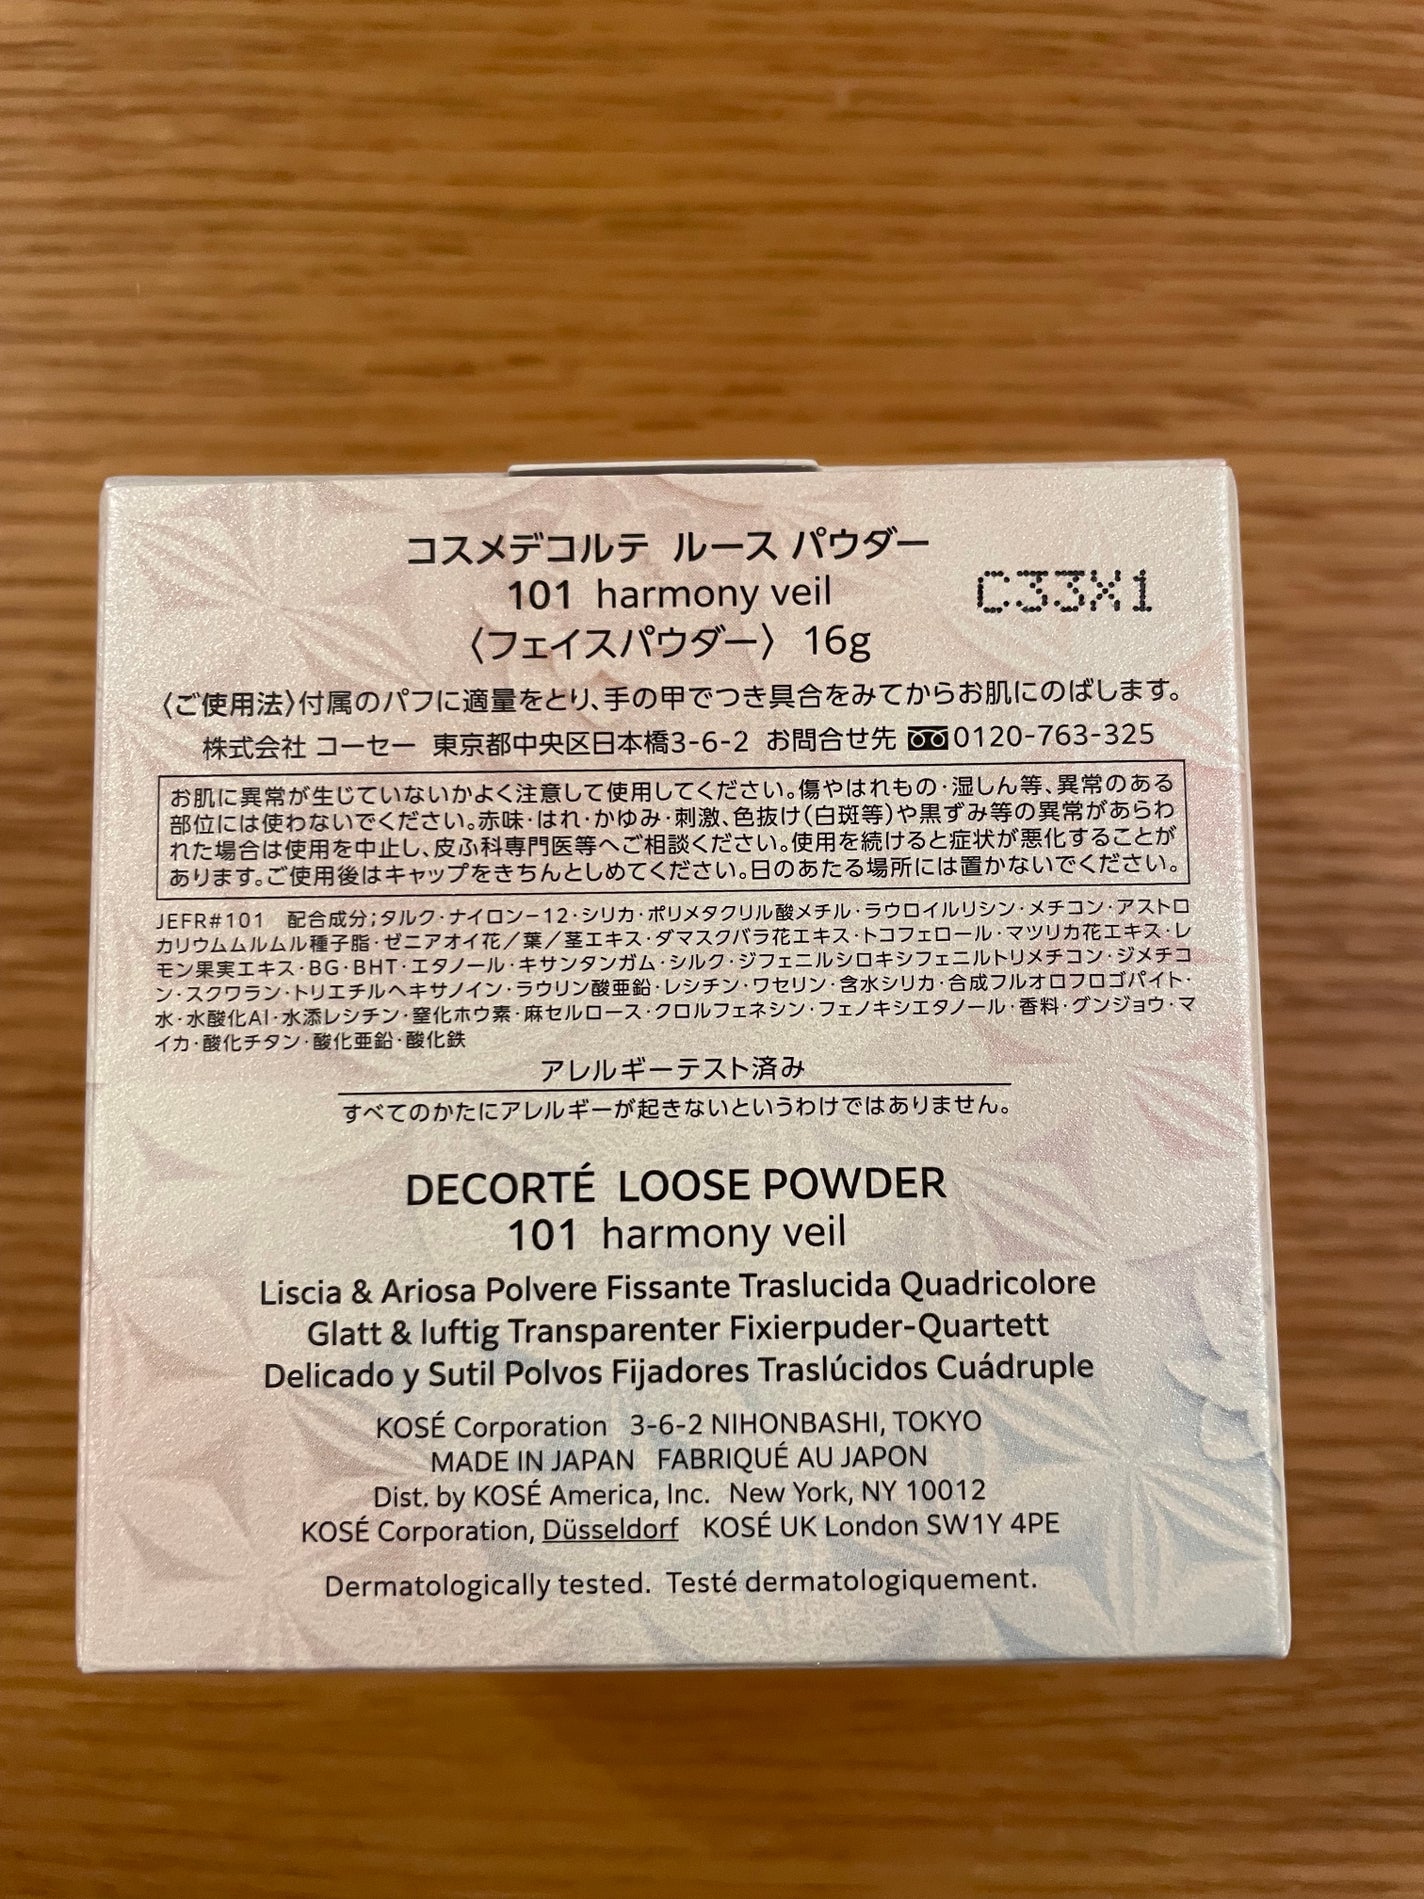 コスメデコルテ ルース パウダー
101 harmony veil
C33X1
〈フェイスパウダー〉 16g
〈ご使用法〉付属のパフに適量をとり、手の甲でつき具合をみてからお肌にのばします。
株式会社 コーセー 東京都中央区日本橋3-6-2 お問合せ先 0120-763-325
お肌に異常が生じていないかよく注意して使用してください。傷やはれもの・湿しん等、異常のある
部位には使わないでください。赤味・はれ・かゆみ・刺激、色抜け(白斑等)や黒ずみ等の異常があらわ
れた場合は使用を中止し、皮ふ科専門医等へご相談ください。使用を続けると症状が悪化することが
あります。ご使用後はキャップをきちんとしめてください。日のあたる場所には置かないでください。
JEFR#101 配合成分;タルク・ナイロン-12・シリカ・ポリメタクリル酸メチル・ラウロイルリシン・メチコン・アストロ
カリウムムルムル種子脂・ゼニアオイ花/葉/茎エキス・ダマスクバラ花エキス・トコフェロール・マツリカ花エキス・レ
モン果実エキス・BG・BHT・エタノール・キサンタンガム・シルク・ジフェニルシロキシフェニルトリメチコン・ジメチコ
ン・スクワラン・トリエチルヘキサノイン・ラウリン酸亜鉛・レシチン・ワセリン・含水シリカ・合成フルオロフロゴパイト・
水・水酸化Al・水添レシチン・窒化ホウ素・麻セルロース・クロルフェネシン・フェノキシエタノール・香料・グンジョウ・マ
イカ・酸化チタン・酸化亜鉛・酸化鉄
アレルギーテスト済み
すべてのかたにアレルギーが起きないというわけではありません。
DECORTÉ LOOSE POWDER
101 harmony veil
Liscia & Ariosa Polvere Fissante Traslucida Quadricolore
Glatt & luftig Transparenter Fixierpuder-Quartett
Delicado y Sutil Polvos Fijadores Traslúcidos Cuádruple
KOSÉ Corporation 3-6-2 NIHONBASHI, TOKYO
MADE IN JAPAN FABRIQUÉ AU JAPON
Dist. by KOSÉ America, Inc. New York, NY 10012
KOSÉ Corporation, Düsseldorf KOSÉ UK London SW1Y 4PE
Dermatologically tested. Testé dermatologiquement.